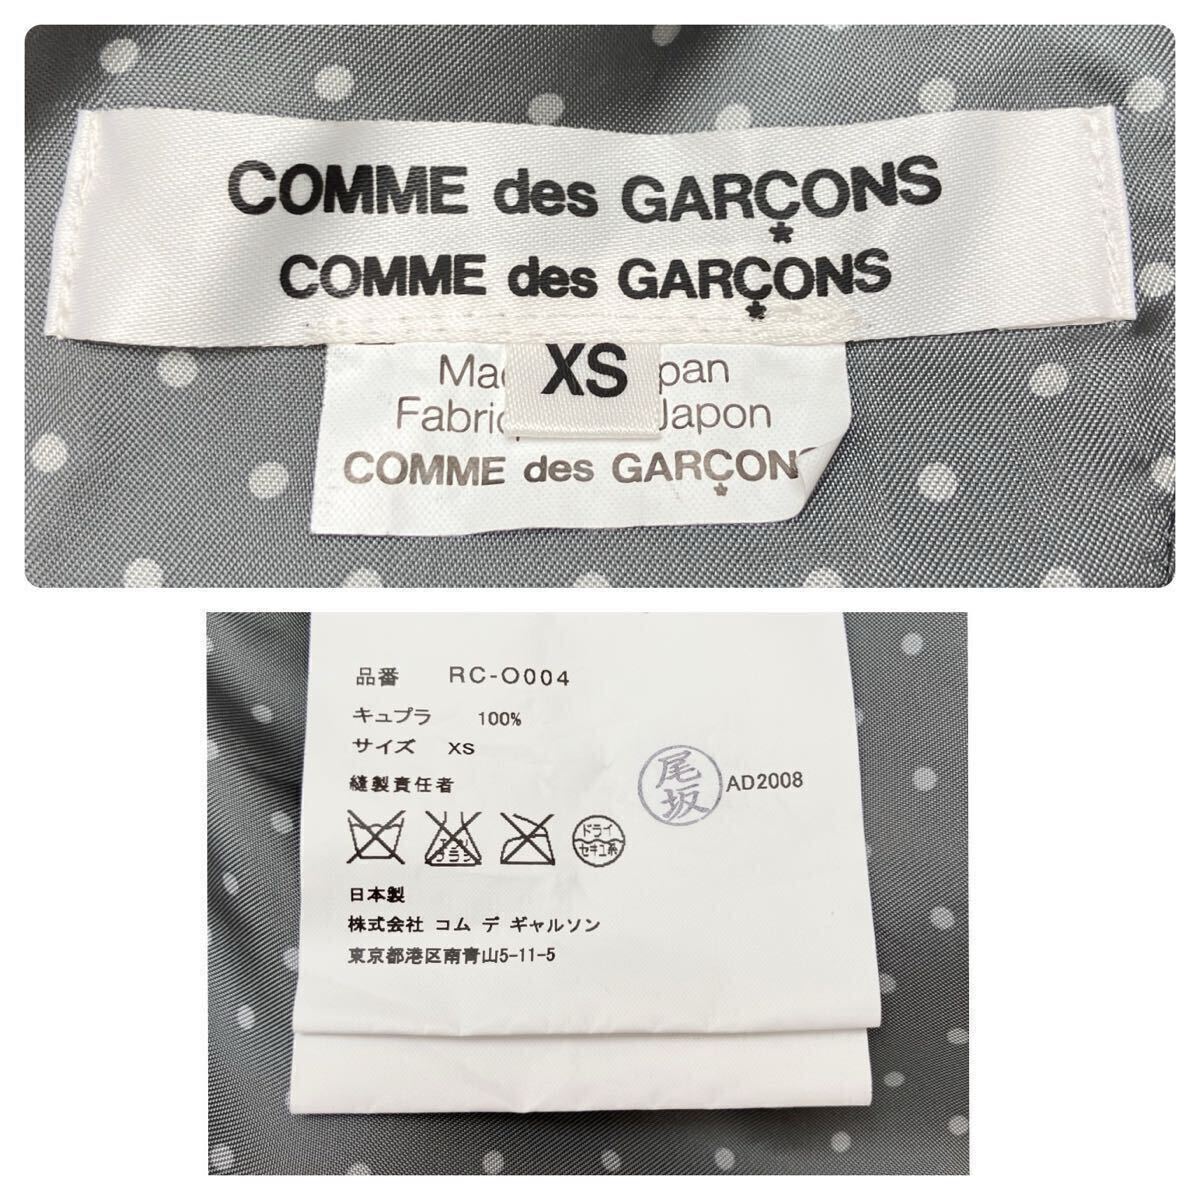 COMME des GARÇONS
COMME des GARÇONS
XS
pan
Japon
COMME des GARÇON
品番 RC-O004
キュプラ 100%
サイズ XS
縫製責任者
尾坂
AD2008
ドライ
セキユ系
日本製
株式会社 コム デ ギャルソン
東京都港区南青山5-11-5